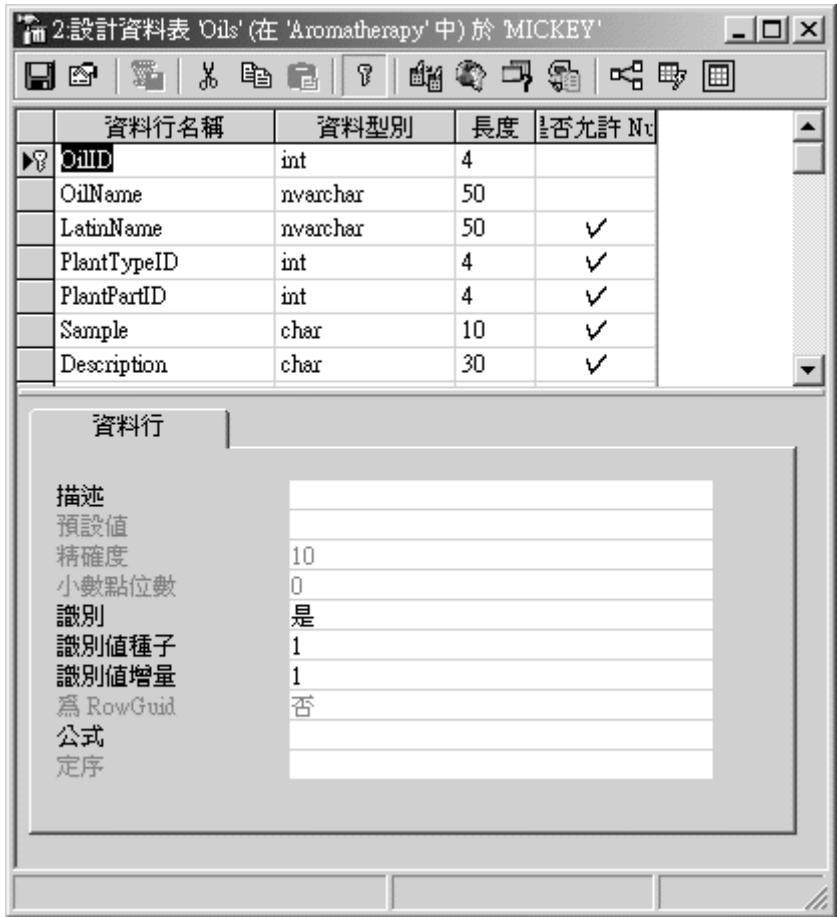 2:設計資料表 'Oils' (在 'Aromatherapy' 中) 於 'MICKEY'
資料行名稱 資料型別 長度 是否允許 Nu
OilID int 4
OilName nvarchar 50
LatinName nvarchar 50
PlantTypeID int 4
PlantPartID int 4
Sample char 10
Description char 30
資料行
描述
預設值
精確度 10
小數點位數 0
識別 是
識別值種子 1
識別值增量 1
為 RowGuid 否
公式
定序